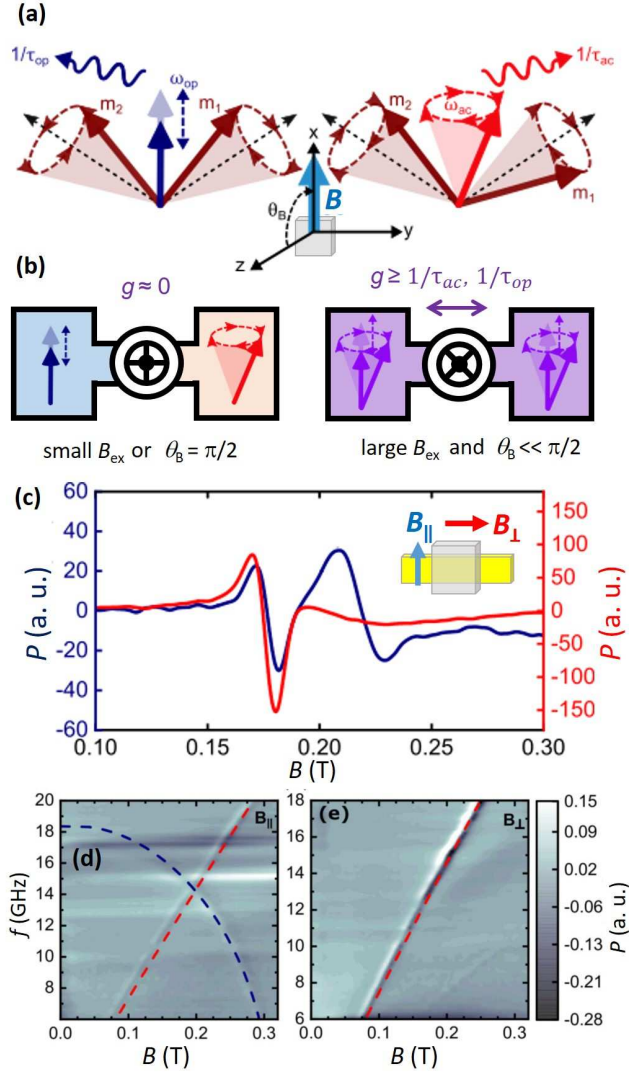 (a)
1/τop
ωop
m2
m1
1/τac
ωac
m2
m1
x
B
θB
y
z
(b)
g ≈ 0
g ≥ 1/τac, 1/τop
small Bex or θB = π/2
large Bex and θB << π/2
(c)
60
40
20
0
-20
-40
-60
P (a. u.)
B∥
B⊥
100
50
0
-50
-100
-150
P (a. u.)
0.10
0.15
0.20
0.25
0.30
B (T)
20
18
16
14
12
10
8
f (GHz)
(d)
B∥
0.0
0.1
0.2
0.3
B (T)
18
16
14
12
10
8
6
(e)
B⊥
0.0
0.1
0.2
0.3
B (T)
0.15
0.09
0.02
-0.04
-0.10
-0.16
-0.21
-0.28
P (a. u.)